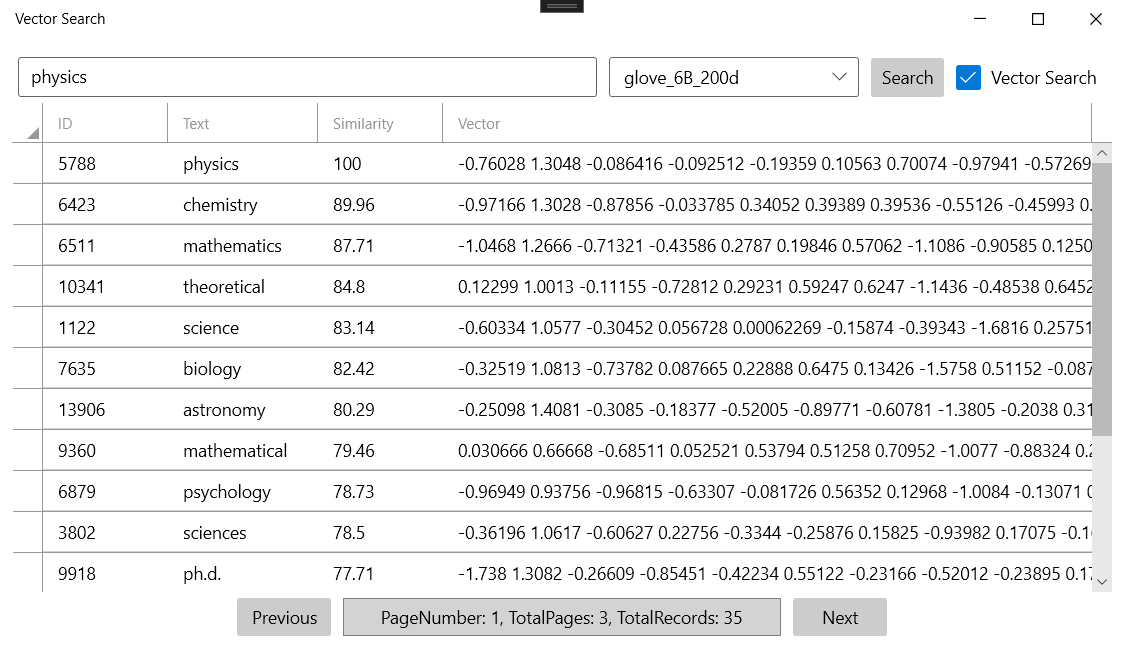 Vector Search
physics glove_6B_200d Search Vector Search
ID Text Similarity Vector
5788 physics 100 -0.76028 1.3048 -0.086416 -0.092512 -0.19359 0.10563 0.70074 -0.97941 -0.57269
6423 chemistry 89.96 -0.97166 1.3028 -0.87856 -0.033785 0.34052 0.39389 0.39536 -0.55126 -0.45993 0.
6511 mathematics 87.71 -1.0468 1.2666 -0.71321 -0.43586 0.2787 0.19846 0.57062 -1.1086 -0.90585 0.1250
10341 theoretical 84.8 0.12299 1.0013 -0.11155 -0.72812 0.29231 0.59247 0.6247 -1.1436 -0.48538 0.6452
1122 science 83.14 -0.60334 1.0577 -0.30452 0.056728 0.00062269 -0.15874 -0.39343 -1.6816 0.25751
7635 biology 82.42 -0.32519 1.0813 -0.73782 0.087665 0.22888 0.6475 0.13426 -1.5758 0.51152 -0.087
13906 astronomy 80.29 -0.25098 1.4081 -0.3085 -0.18377 -0.52005 -0.89771 -0.60781 -1.3805 -0.2038 0.31
9360 mathematical 79.46 0.030666 0.66668 -0.68511 0.052521 0.53794 0.51258 0.70952 -1.0077 -0.88324 0.2
6879 psychology 78.73 -0.96949 0.93756 -0.96815 -0.63307 -0.081726 0.56352 0.12968 -1.0084 -0.13071
3802 sciences 78.5 -0.36196 1.0617 -0.60627 0.22756 -0.3344 -0.25876 0.15825 -0.93982 0.17075 -0.1
9918 ph.d. 77.71 -1.738 1.3082 -0.26609 -0.85451 -0.42234 0.55122 -0.23166 -0.52012 -0.23895 0.17
Previous PageNumber: 1, TotalPages: 3, TotalRecords: 35 Next